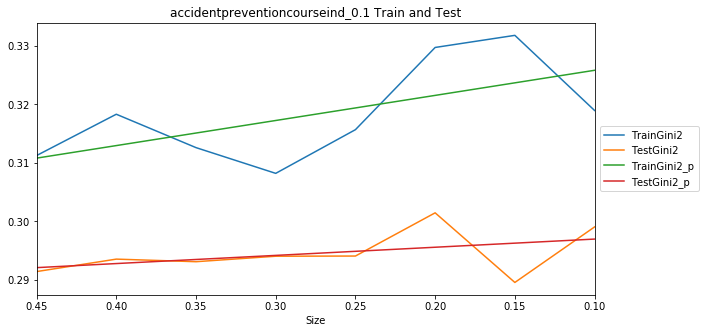 accidentpreventioncourseind_0.1 Train and Test
0.33
0.32
0.31
0.30
0.29
0.45 0.40 0.35 0.30 0.25 0.20 0.15 0.10
Size
TrainGini2
TestGini2
TrainGini2_p
TestGini2_p